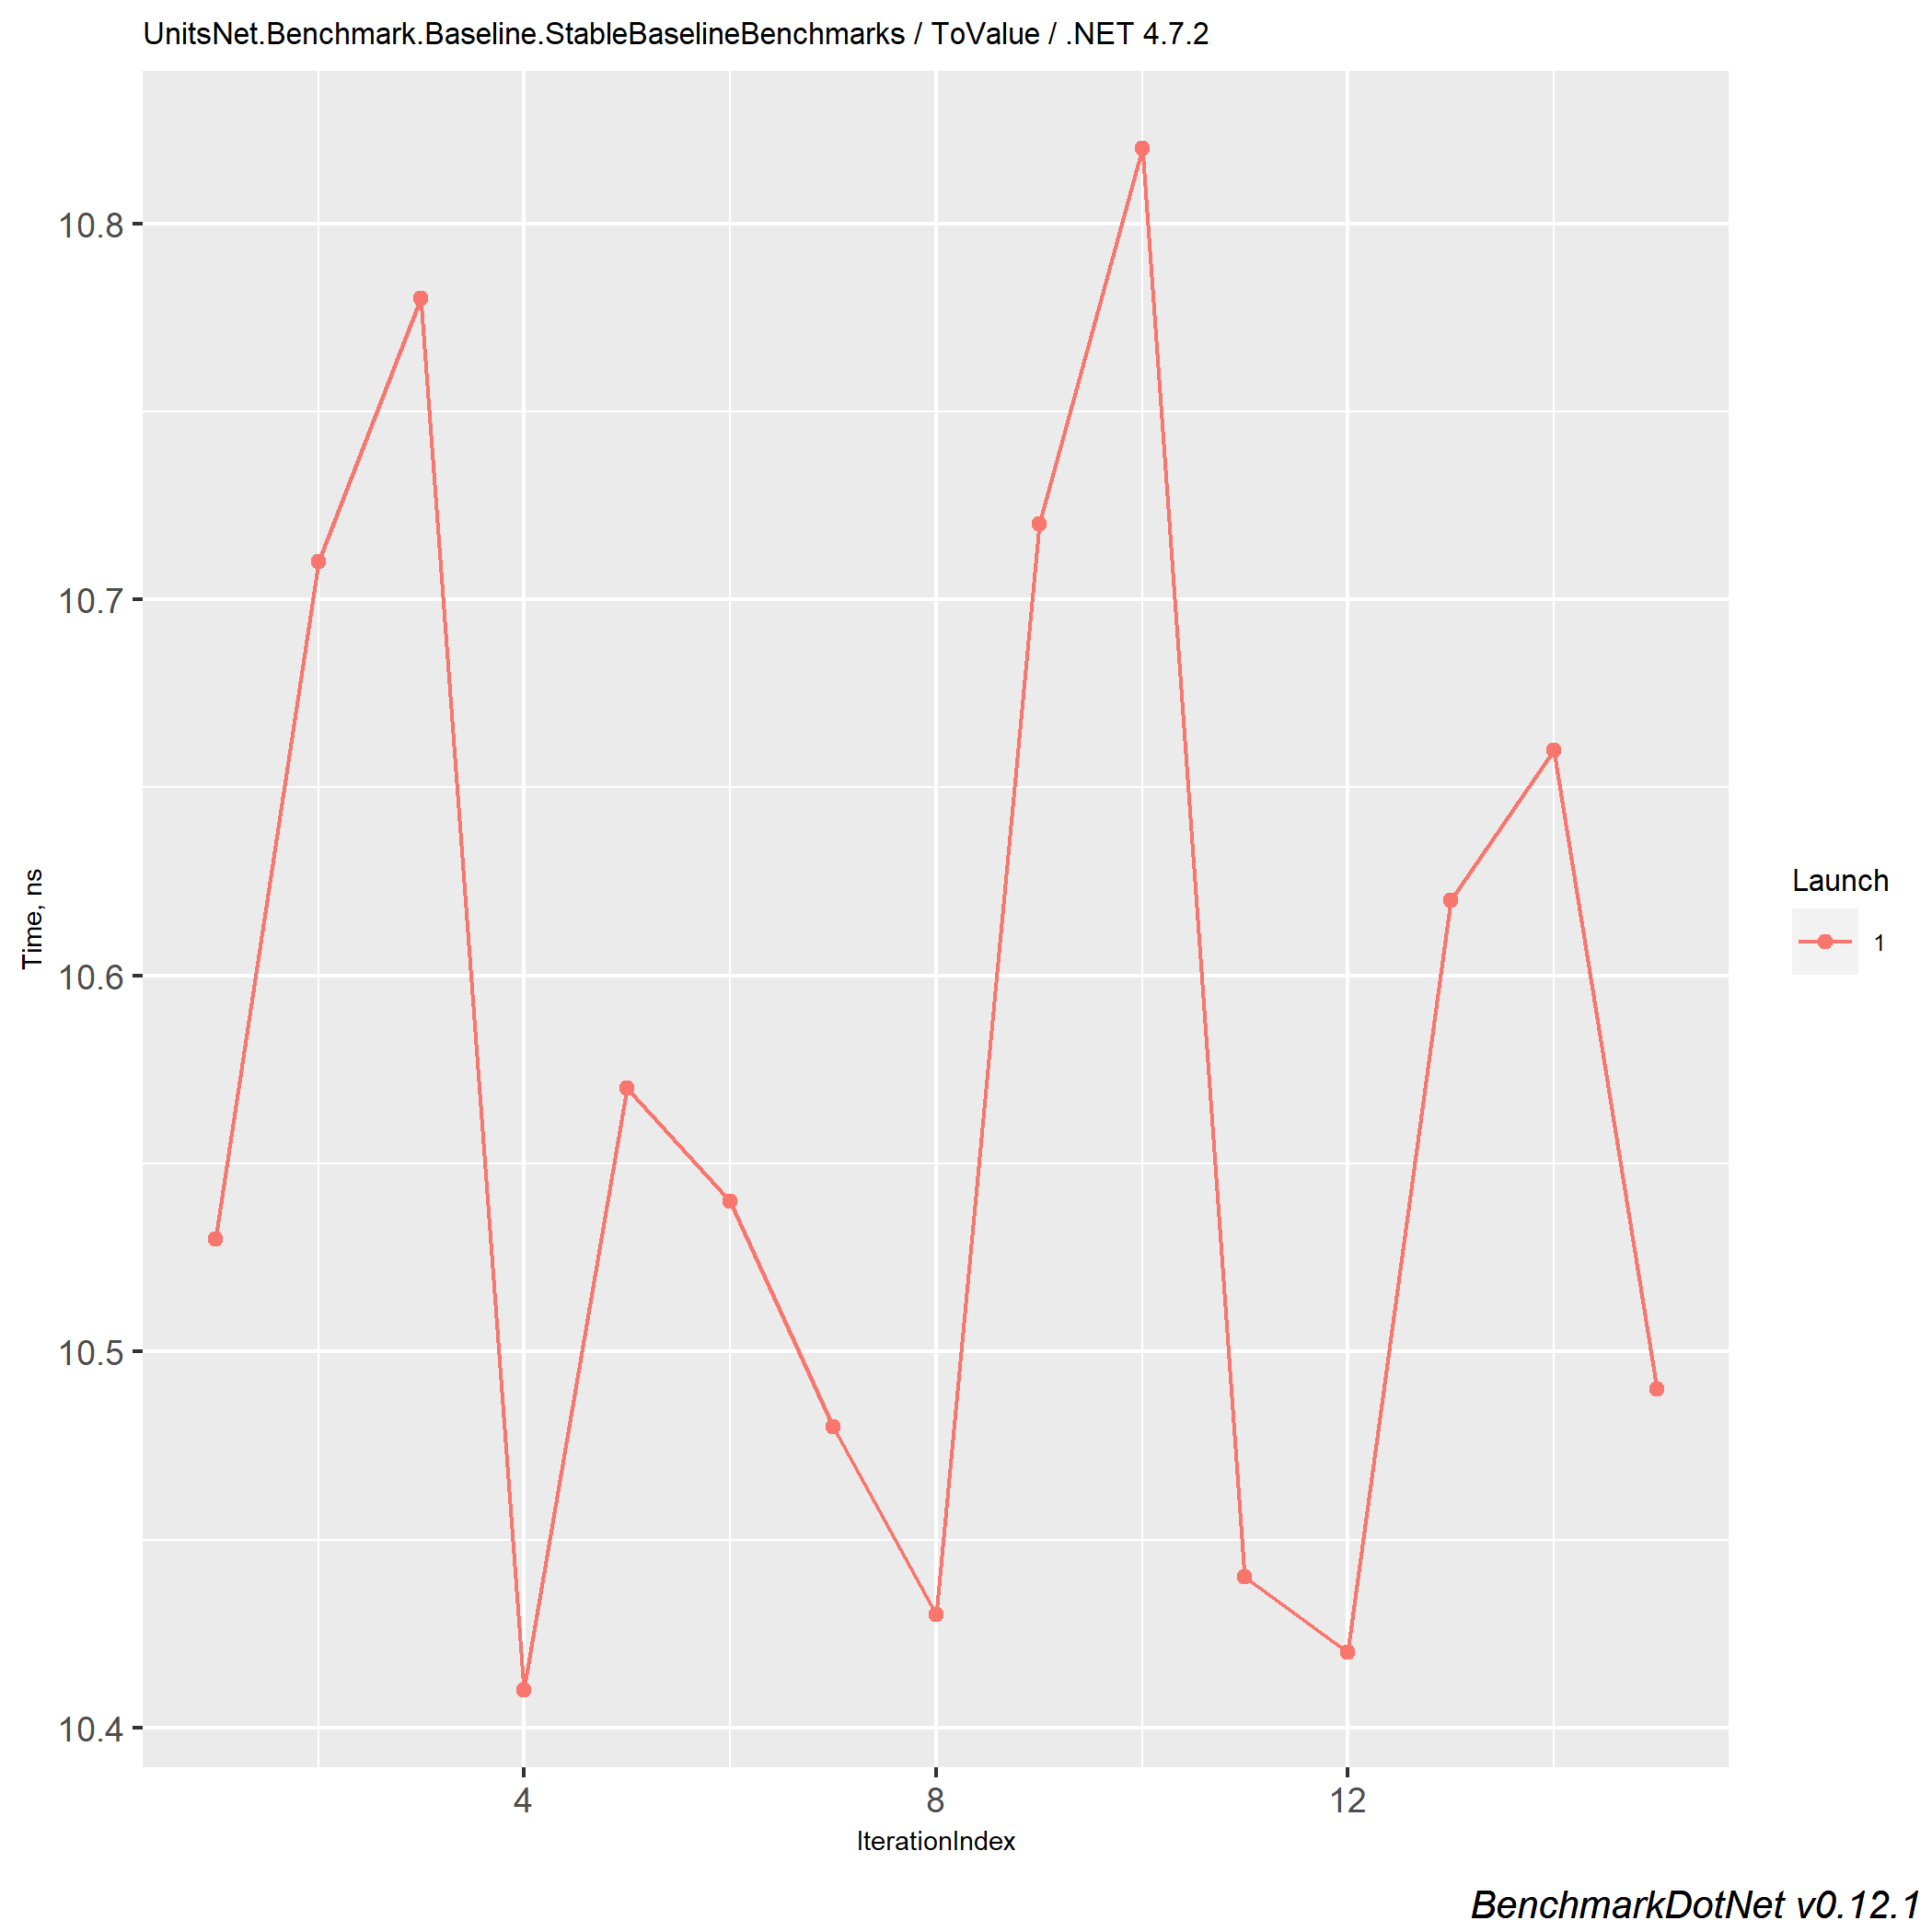 UnitsNet.Benchmark.Baseline.StableBaselineBenchmarks / ToValue / .NET 4.7.2
10.8
10.7
10.6
10.5
10.4
Time, ns
4
8
12
IterationIndex
Launch
1
BenchmarkDotNet v0.12.1